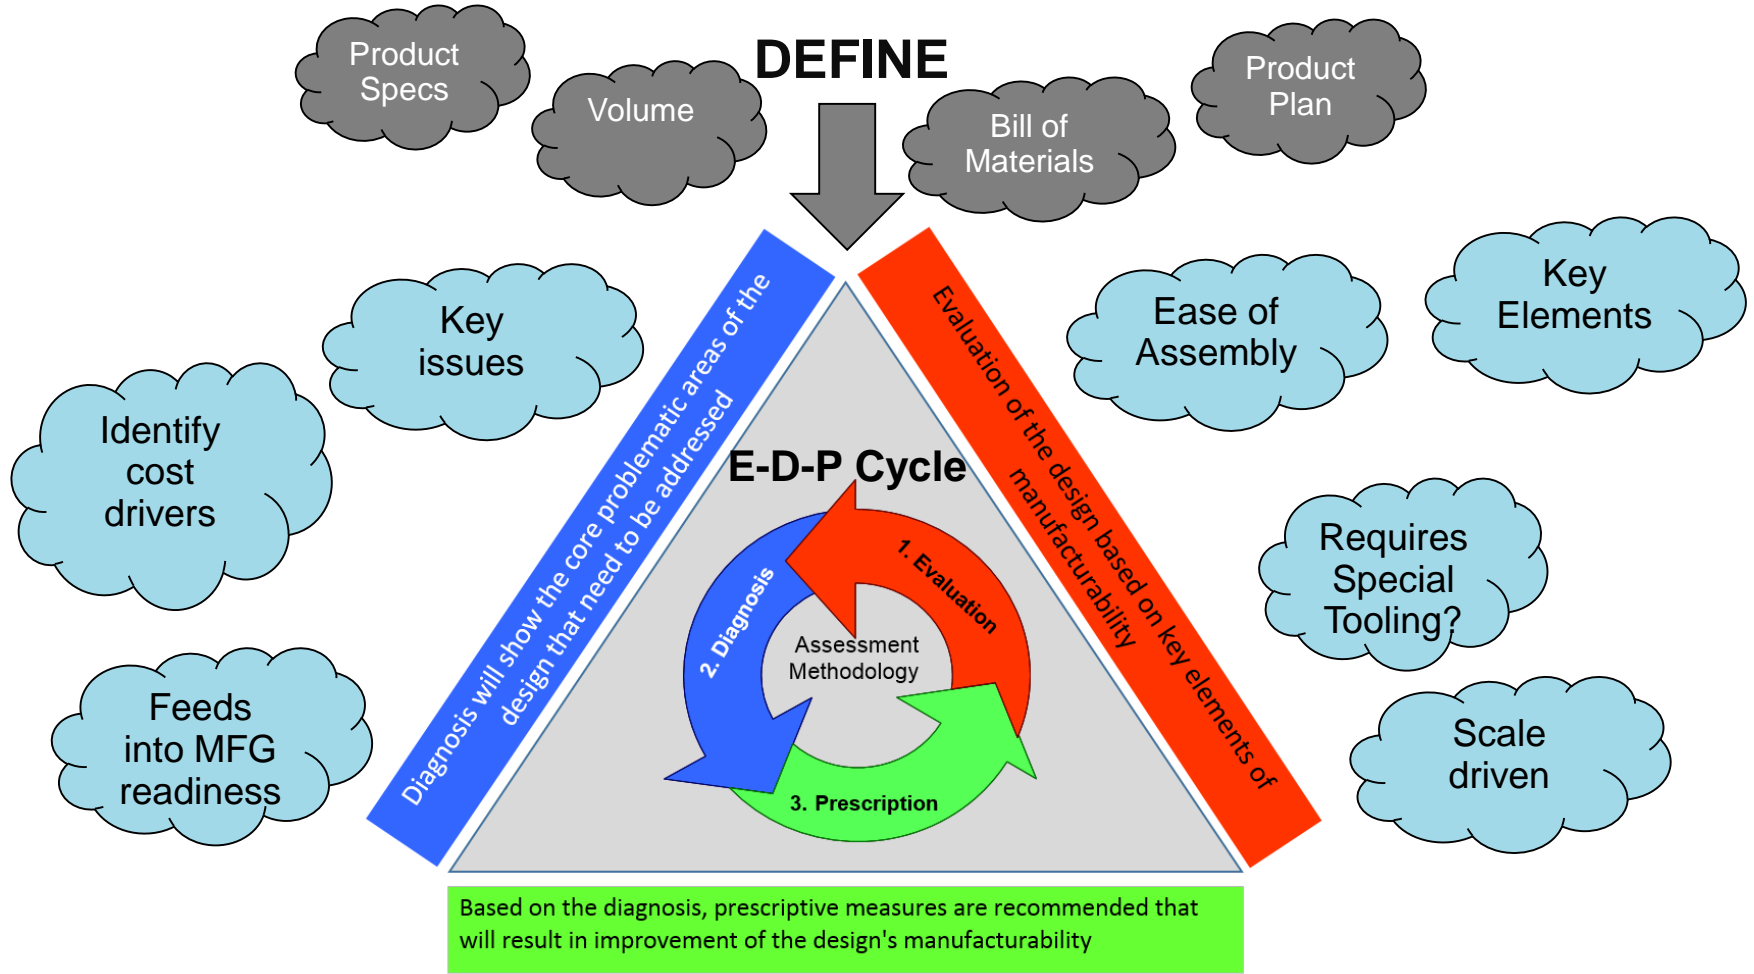 Product
Specs
Volume
DEFINE
Bill of
Materials
Product
Plan
Key
issues
Identify
cost
drivers
Feeds
into MFG
readiness
Diagnosis will show the core problematic areas of the
design that need to be addressed
Evaluation of the design based on key elements of
manufacturability
Ease of
Assembly
Key
Elements
Requires
Special
Tooling?
Scale
driven
E-D-P Cycle
1. Evaluation
2. Diagnosis
Assessment
Methodology
3. Prescription
Based on the diagnosis, prescriptive measures are recommended that
will result in improvement of the design's manufacturability